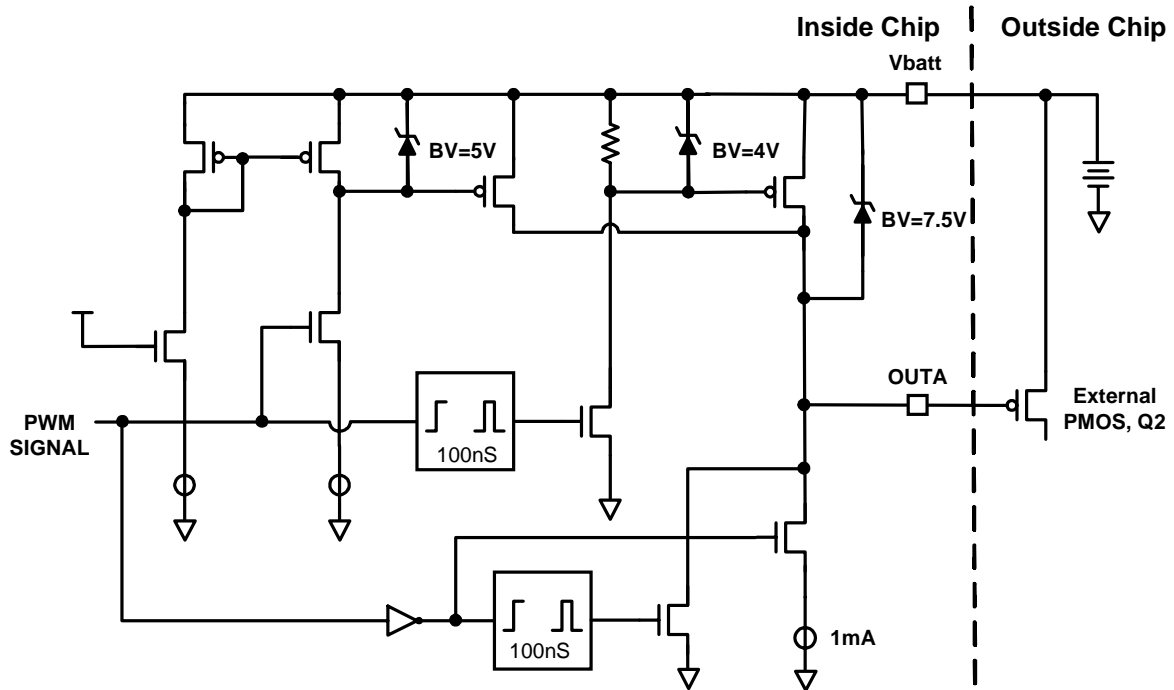 Inside Chip
Outside Chip
Vbatt
BV=5V
BV=4V
BV=7.5V
OUTA
External
PMOS, Q2
PWM
SIGNAL
100nS
100nS
1mA